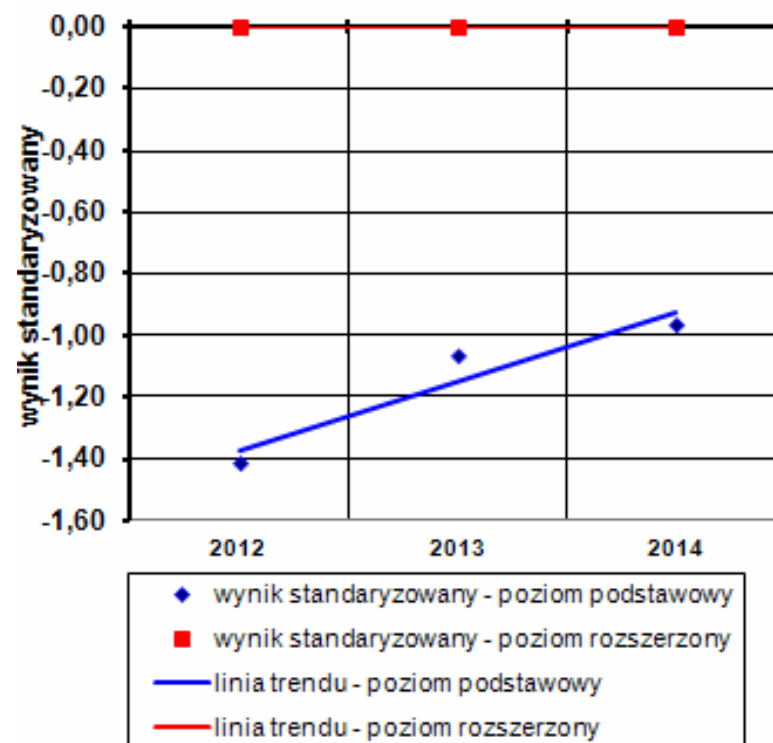 0,00
-0,20
-0,40
-0,60
-0,80
-1,00
-1,20
-1,40
-1,60
wynik standaryzowany
2012 2013 2014
wynik standaryzowany - poziom podstawowy
wynik standaryzowany - poziom rozszerzony
linia trendu - poziom podstawowy
linia trendu - poziom rozszerzony